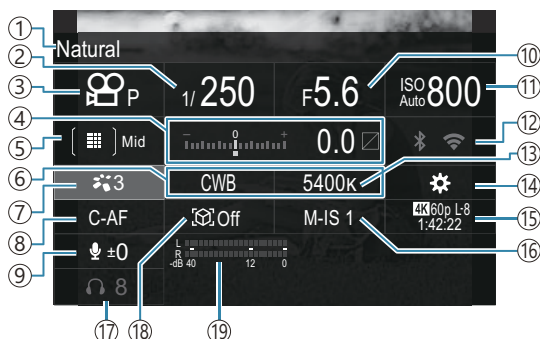 ① Natural
② 1/250 F5.6 ⑩ ISO Auto 800 ⑪
③ P
④ − 0 + 0.0
⑤ Mid ⑫
⑥ CWB 5400K ⑬
⑦ 3 ⑭
⑧ C-AF Off M-IS 1 4K 60p L-8 ⑮
1:42:22
⑨ ±0 L ⑯
R
-dB 40 12 0
8
⑰ ⑱ ⑲